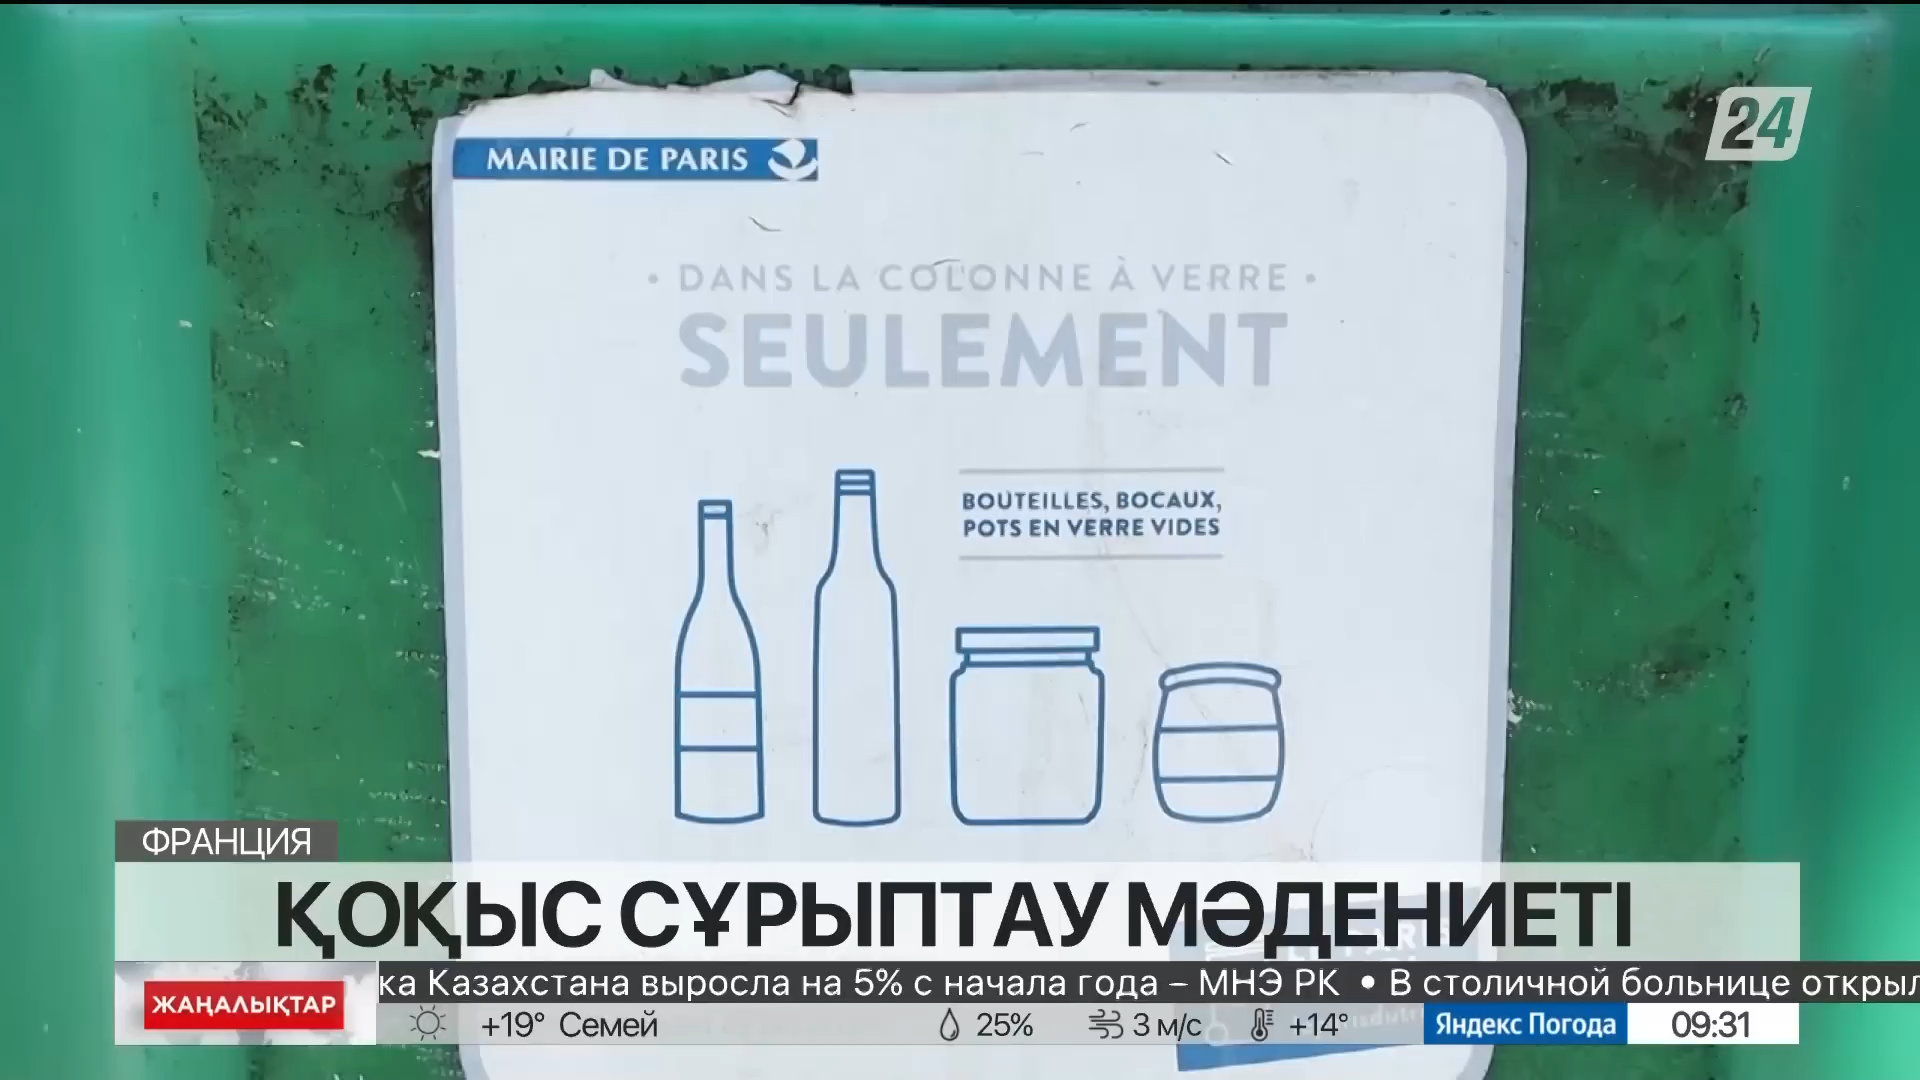 24
MAIRIE DE PARIS
• DANS LA COLONNE À VERRE •
SEULEMENT
BOUTEILLES, BOCAUX,
POTS EN VERRE VIDES
ФРАНЦИЯ
ҚОҚЫС СҰРЫПТАУ МӘДЕНИЕТІ
ЖАҢАЛЫҚТАР
ка Казахстана выросла на 5% с начала года – МНЭ РК • В столичной больнице открыл
+19° Семей 25% 3 м/с +14° Яндекс Погода 09:31